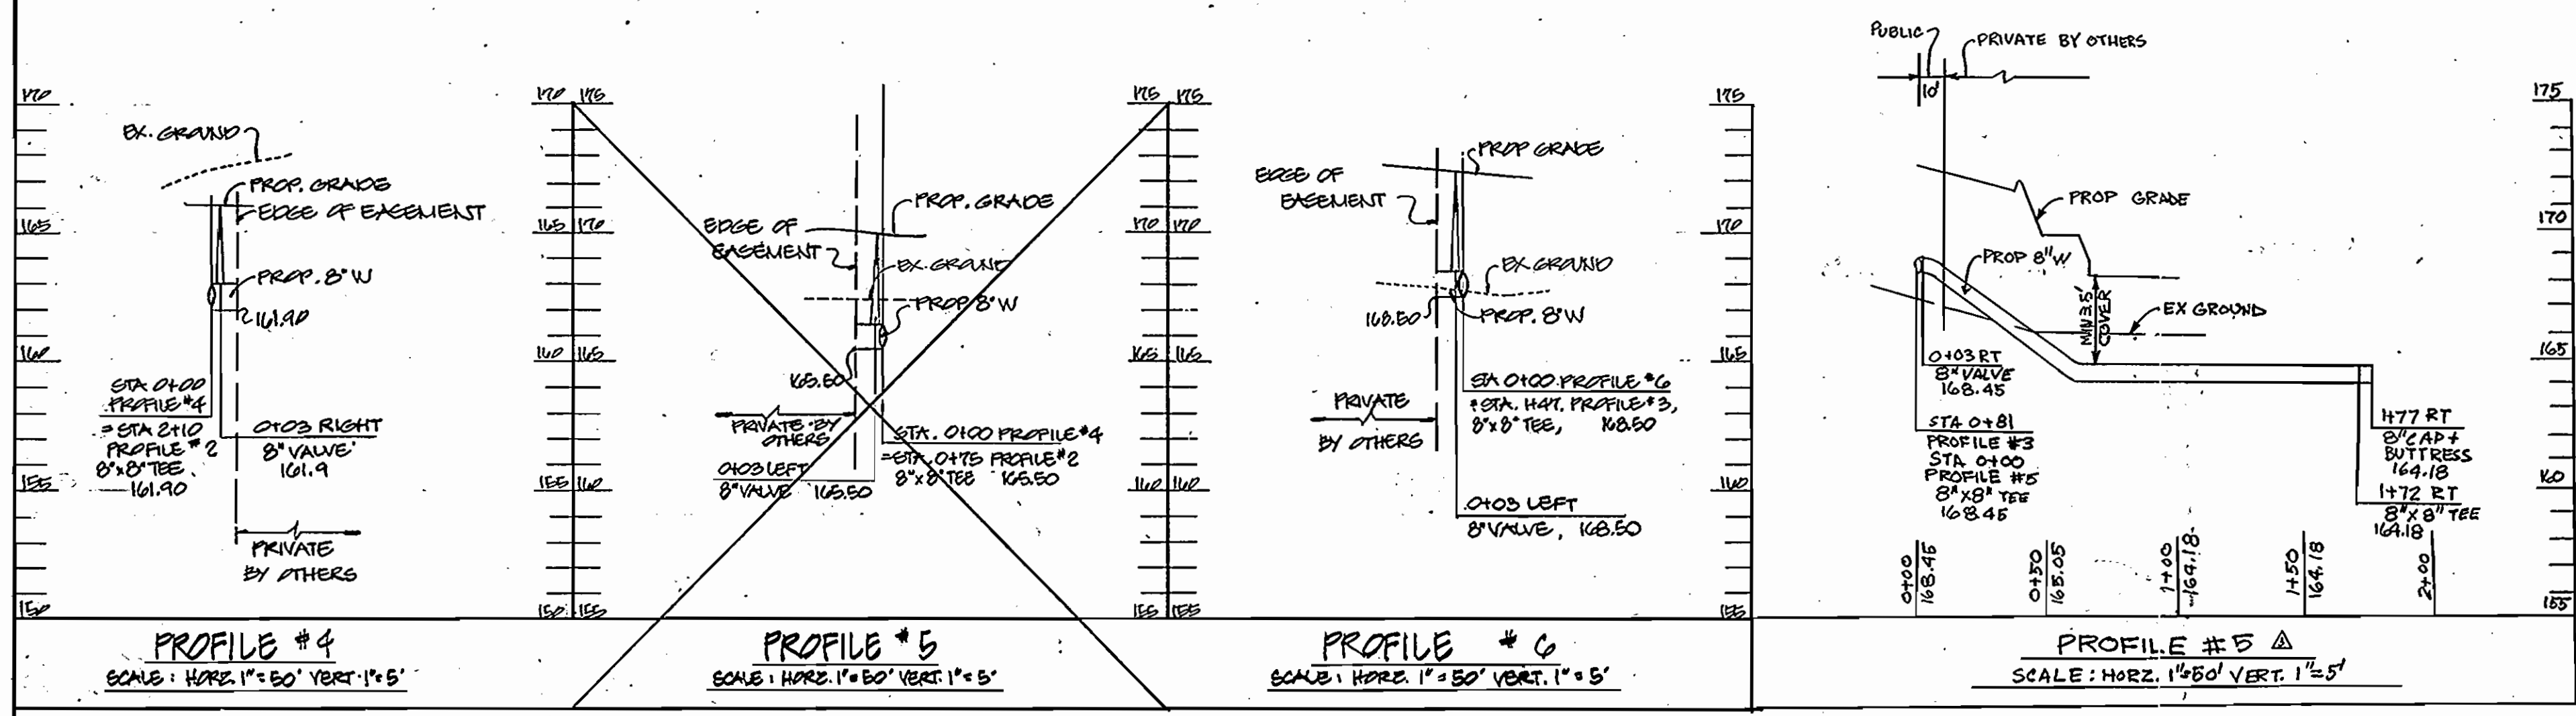 170
165
160
155
150
EX. GROUND
PROP. GRADE
EDGE OF EASEMENT
PROP. 8" W
161.90
STA 0+00
PROFILE #4
= STA 2+10
PROFILE #2
8"x8" TEE
161.90
0+03 RIGHT
8" VALVE
161.9
PRIVATE
BY OTHERS
PROFILE #4
SCALE: HORZ. 1"=50' VERT. 1"=5'
170 175
165 170
160 165
155 160
150 155
EDGE OF
EASEMENT
PROP. GRADE
EX. GROUND
PROP 8" W
165.50
PRIVATE BY
OTHERS
STA. 0+00 PROFILE #4
= STA. 0+75 PROFILE #2
8"x8" TEE 165.50
0+03 LEFT
8" VALVE 165.50
PROFILE #5
SCALE: HORZ. 1"=50' VERT. 1"=5'
175 175
170 170
165 165
160 160
155 155
EDGE OF
EASEMENT
PROP GRADE
EX. GROUND
168.50
PROP. 8" W
PRIVATE
BY OTHERS
STA 0+00 PROFILE #6
= STA. 1+47. PROFILE #3,
8"x8" TEE, 168.50
0+03 LEFT
8" VALVE, 168.50
PROFILE #6
SCALE: HORZ. 1"=50' VERT. 1"=5'
175
170
165
160
155
PUBLIC
PRIVATE BY OTHERS
10'
PROP GRADE
PROP 8" W
MIN 3.5'
COVER
EX GROUND
0+03 RT
8" VALVE
168.45
STA 0+81
PROFILE #3
STA 0+00
PROFILE #5
8"X8" TEE
168.45
1+77 RT
8" CAP +
BUTTRESS
164.18
1+72 RT
8"X8" TEE
164.18
0+00
168.45
0+50
165.05
1+00
164.18
1+50
164.18
2+00
175
170
165
160
155
PROFILE #5
SCALE: HORZ. 1"=50' VERT. 1"=5'